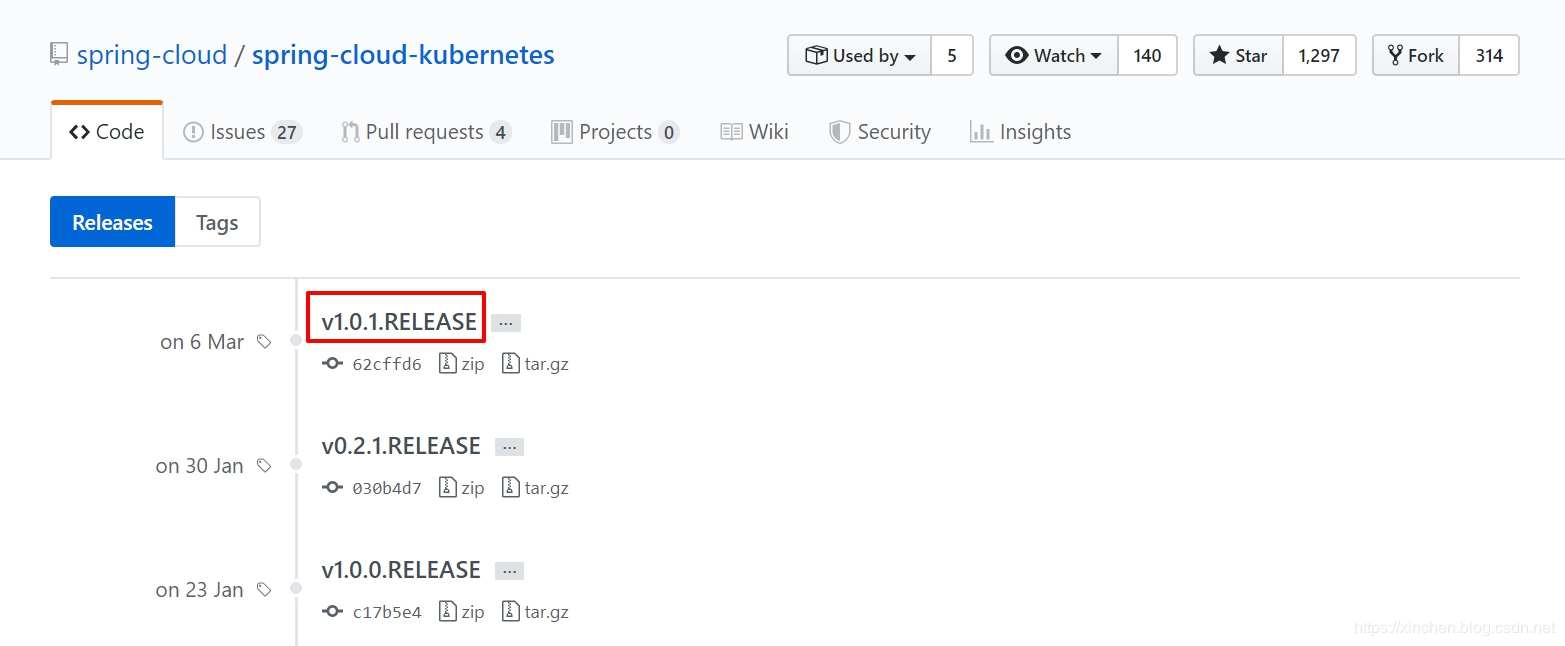 spring-cloud / spring-cloud-kubernetes
Used by 5 Watch 140 Star 1,297 Fork 314
Code Issues 27 Pull requests 4 Projects 0 Wiki Security Insights
Releases Tags
v1.0.1.RELEASE ...
on 6 Mar
62cffd6 zip tar.gz
v0.2.1.RELEASE ...
on 30 Jan
030b4d7 zip tar.gz
v1.0.0.RELEASE ...
on 23 Jan
c17b5e4 zip tar.gz
https://xinchen.blog.csdn.net